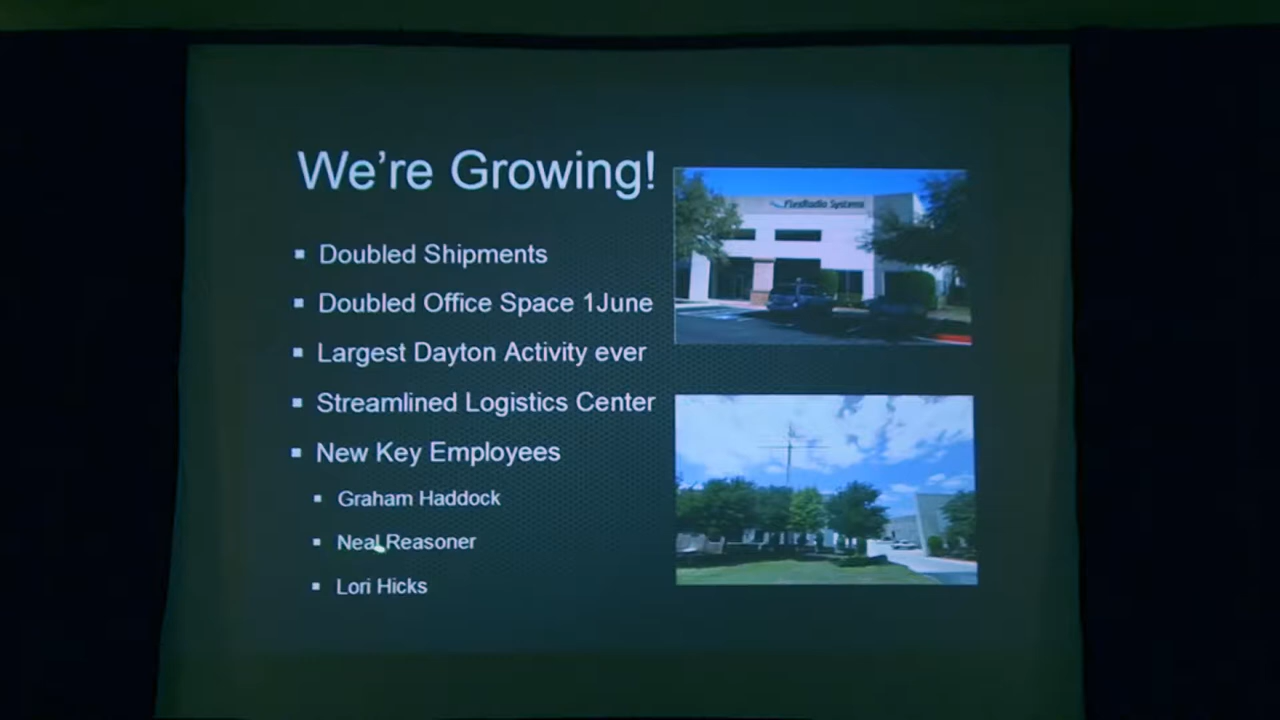 We're Growing!
Doubled Shipments
Doubled Office Space 1June
Largest Dayton Activity ever
Streamlined Logistics Center
New Key Employees
Graham Haddock
Neal Reasoner
Lori Hicks
FlexRadio Systems